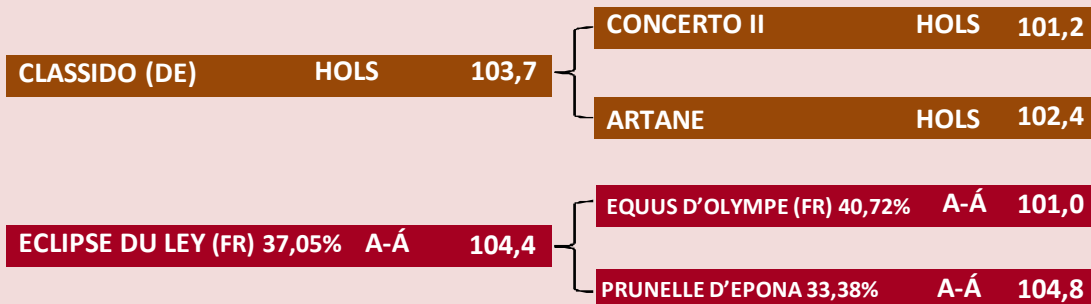 CONCERTO II HOLS 101,2
CLASSIDO (DE) HOLS 103,7
ARTANE HOLS 102,4
EQUUS D’OLYMPE (FR) 40,72% A-Á 101,0
ECLIPSE DU LEY (FR) 37,05% A-Á 104,4
PRUNELLE D’EPONA 33,38% A-Á 104,8